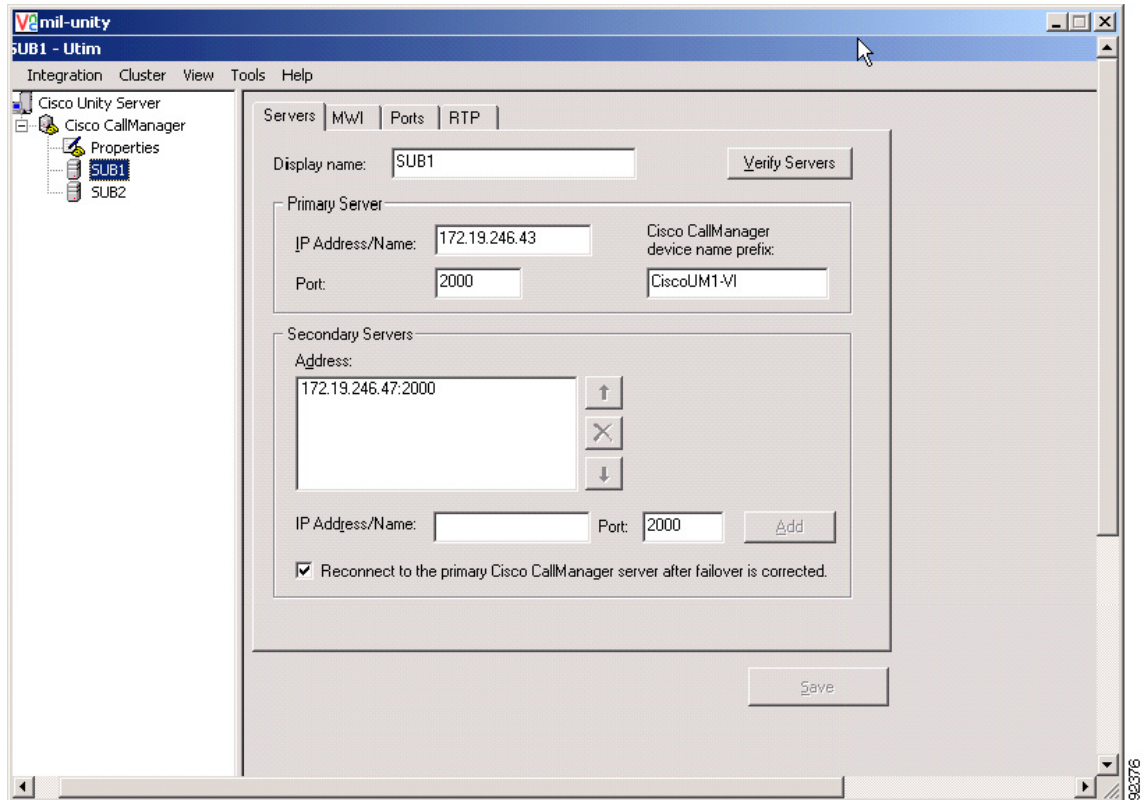 mil-unity
SUB1 - Utim
Integration Cluster View Tools Help
Cisco Unity Server
Cisco CallManager
Properties
SUB1
SUB2
Servers MWI Ports RTP
Display name: SUB1 Verify Servers
Primary Server
IP Address/Name: 172.19.246.43
Cisco CallManager
device name prefix:
Port: 2000 CiscoUM1-VI
Secondary Servers
Address:
172.19.246.47:2000
IP Address/Name: Port: 2000 Add
Reconnect to the primary Cisco CallManager server after failover is corrected.
Save
92376